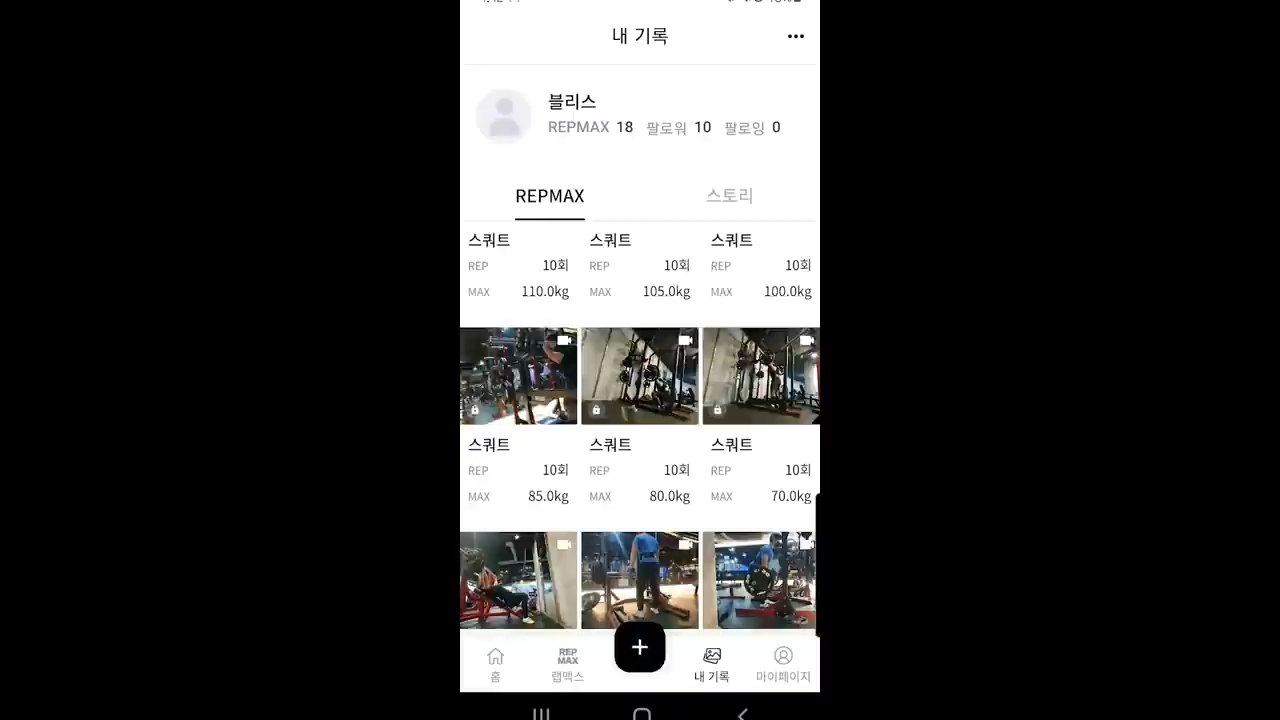 내 기록
블리스
REPMAX 18 팔로워 10 팔로잉 0
REPMAX 스토리
스쿼트 스쿼트 스쿼트
REP 10회 REP 10회 REP 10회
MAX 110.0kg MAX 105.0kg MAX 100.0kg
스쿼트 스쿼트 스쿼트
REP 10회 REP 10회 REP 10회
MAX 85.0kg MAX 80.0kg MAX 70.0kg
REP
MAX
홈 랩맥스 내 기록 마이페이지